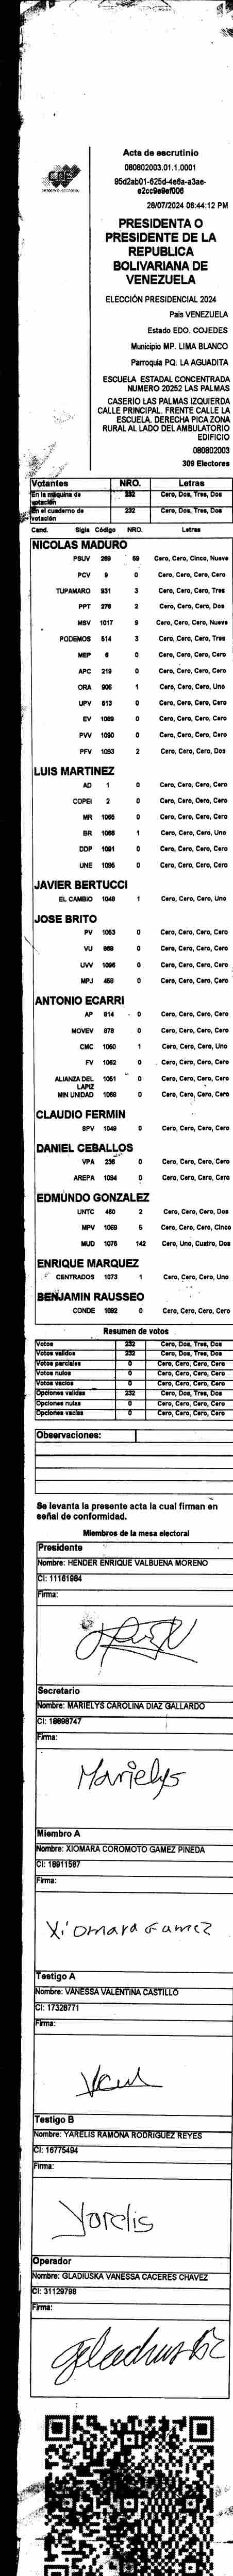 CNE
Acta de escrutinio
080802003.01.1.0001
95d2ab01-625d-4e6a-a3ae-
e2cc9e9ef006
28/07/2024 06:44:12 PM
PRESIDENTA O
PRESIDENTE DE LA
REPUBLICA
BOLIVARIANA DE
VENEZUELA
ELECCIÓN PRESIDENCIAL 2024
País VENEZUELA
Estado EDO. COJEDES
Municipio MP. LIMA BLANCO
Parroquia PQ. LA AGUADITA
ESCUELA ESTADAL CONCENTRADA
NUMERO 20252 LAS PALMAS
CASERIO LAS PALMAS IZQUIERDA
CALLE PRINCIPAL. FRENTE CALLE LA
ESCUELA. DERECHA PICA ZONA
RURAL AL LADO DEL AMBULATORIO
EDIFICIO
080802003
309 Electores
Votantes NRO. Letras
En la máquina de votación 232 Cero, Dos, Tres, Dos
En el cuaderno de votación 232 Cero, Dos, Tres, Dos
Cand. Sigla Código NRO. Letras
NICOLAS MADURO
PSUV 269 59 Cero, Cero, Cinco, Nueve
PCV 9 0 Cero, Cero, Cero, Cero
TUPAMARO 931 3 Cero, Cero, Cero, Tres
PPT 276 2 Cero, Cero, Cero, Dos
MSV 1017 9 Cero, Cero, Cero, Nueve
PODEMOS 514 3 Cero, Cero, Cero, Tres
MEP 6 0 Cero, Cero, Cero, Cero
APC 219 0 Cero, Cero, Cero, Cero
ORA 906 1 Cero, Cero, Cero, Uno
UPV 513 0 Cero, Cero, Cero, Cero
EV 1089 0 Cero, Cero, Cero, Cero
PVV 1090 0 Cero, Cero, Cero, Cero
PFV 1093 2 Cero, Cero, Cero, Dos
LUIS MARTINEZ
AD 1 0 Cero, Cero, Cero, Cero
COPEI 2 0 Cero, Cero, Cero, Cero
MR 1065 0 Cero, Cero, Cero, Cero
BR 1088 1 Cero, Cero, Cero, Uno
DDP 1091 0 Cero, Cero, Cero, Cero
UNE 1095 0 Cero, Cero, Cero, Cero
JAVIER BERTUCCI
EL CAMBIO 1048 1 Cero, Cero, Cero, Uno
JOSE BRITO
PV 1053 0 Cero, Cero, Cero, Cero
VU 868 0 Cero, Cero, Cero, Cero
UVV 1096 0 Cero, Cero, Cero, Cero
MPJ 458 0 Cero, Cero, Cero, Cero
ANTONIO ECARRI
AP 814 0 Cero, Cero, Cero, Cero
MOVEV 978 0 Cero, Cero, Cero, Cero
CMC 1050 1 Cero, Cero, Cero, Uno
FV 1062 0 Cero, Cero, Cero, Cero
ALIANZA DEL LAPIZ 1051 0 Cero, Cero, Cero, Cero
MIN UNIDAD 1069 0 Cero, Cero, Cero, Cero
CLAUDIO FERMIN
SPV 1049 0 Cero, Cero, Cero, Cero
DANIEL CEBALLOS
VPA 236 0 Cero, Cero, Cero, Cero
AREPA 1094 0 Cero, Cero, Cero, Cero
EDMUNDO GONZALEZ
UNTC 460 2 Cero, Cero, Cero, Dos
MPV 1069 5 Cero, Cero, Cero, Cinco
MUD 1076 142 Cero, Uno, Cuatro, Dos
ENRIQUE MARQUEZ
CENTRADOS 1073 1 Cero, Cero, Cero, Uno
BENJAMIN RAUSSEO
CONDE 1092 0 Cero, Cero, Cero, Cero
Resumen de votos
Votos 232 Cero, Dos, Tres, Dos
Votos validos 232 Cero, Dos, Tres, Dos
Votos parciales 0 Cero, Cero, Cero, Cero
Votos nulos 0 Cero, Cero, Cero, Cero
Votos vacios 0 Cero, Cero, Cero, Cero
Opciones validas 232 Cero, Dos, Tres, Dos
Opciones nulas 0 Cero, Cero, Cero, Cero
Opciones vacias 0 Cero, Cero, Cero, Cero
Observaciones:
Se levanta la presente acta la cual firman en
señal de conformidad.
Miembros de la mesa electoral
Presidente
Nombre: HENDER ENRIQUE VALBUENA MORENO
CI: 11161984
Firma:
Secretario
Nombre: MARIELYS CAROLINA DIAZ GALLARDO
CI: 18698747
Firma:
Marielys
Miembro A
Nombre: XIOMARA COROMOTO GAMEZ PINEDA
CI: 16911587
Firma:
Xiomara Gamez
Testigo A
Nombre: VANESSA VALENTINA CASTILLO
CI: 17328771
Firma:
Testigo B
Nombre: YARELIS RAMONA RODRIGUEZ REYES
CI: 16775494
Firma:
Yorelis
Operador
Nombre: GLADIUSKA VANESSA CACERES CHAVEZ
CI: 31129798
Firma: